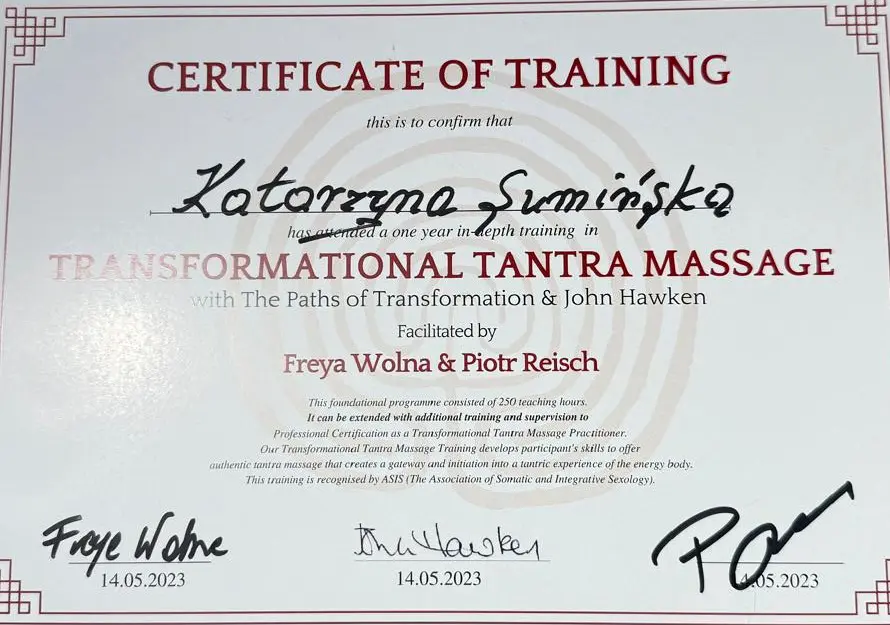 CERTIFICATE OF TRAINING
this is to confirm that
Katarzyna Sumińska
has attended a one year in-depth training in
TRANSFORMATIONAL TANTRA MASSAGE
with The Paths of Transformation & John Hawken
Facilitated by
Freya Wolna & Piotr Reisch
This foundational programme consisted of 250 teaching hours.
It can be extended with additional training and supervision to
Professional Certification as a Transformational Tantra Massage Practitioner.
Our Transformational Tantra Massage Training develops participant's skills to offer
authentic tantra massage that creates a gateway and initiation into a tantric experience of the energy body.
This training is recognised by ASIS (The Association of Somatic and Integrative Sexology).
Freye Wolne John Hawken
14.05.2023 14.05.2023 4.05.2023